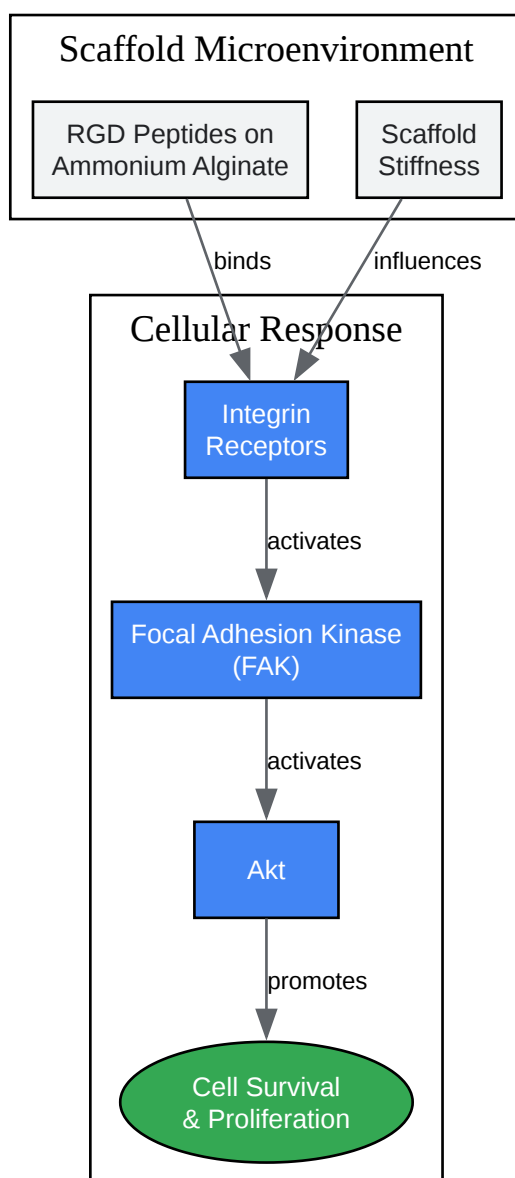 Scaffold Microenvironment
RGD Peptides on
Ammonium Alginate
Scaffold
Stiffness
binds
influences
Cellular Response
Integrin
Receptors
activates
Focal Adhesion Kinase
(FAK)
activates
Akt
promotes
Cell Survival
& Proliferation